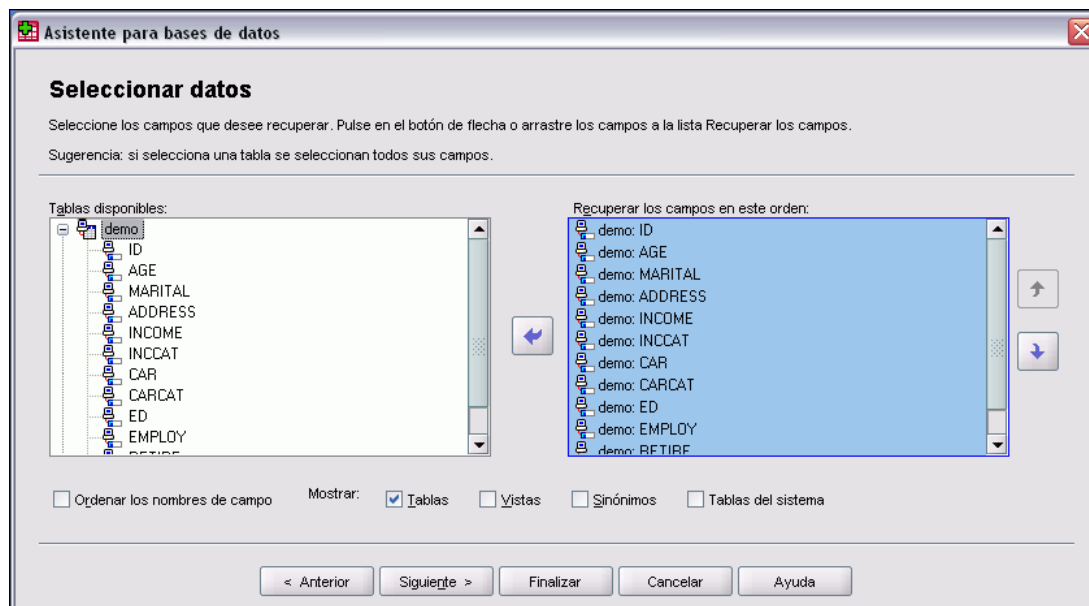 Asistente para bases de datos
Seleccionar datos
Seleccione los campos que desee recuperar. Pulse en el botón de flecha o arrastre los campos a la lista Recuperar los campos.
Sugerencia: si selecciona una tabla se seleccionan todos sus campos.
Tablas disponibles:
demo
ID
AGE
MARITAL
ADDRESS
INCOME
INCCAT
CAR
CARCAT
ED
EMPLOY
RETIRE
Recuperar los campos en este orden:
demo: ID
demo: AGE
demo: MARITAL
demo: ADDRESS
demo: INCOME
demo: INCCAT
demo: CAR
demo: CARCAT
demo: ED
demo: EMPLOY
demo: RETIRE
Ordenar los nombres de campo Mostrar: Tablas Vistas Sinónimos Tablas del sistema
< Anterior Siguiente > Finalizar Cancelar Ayuda